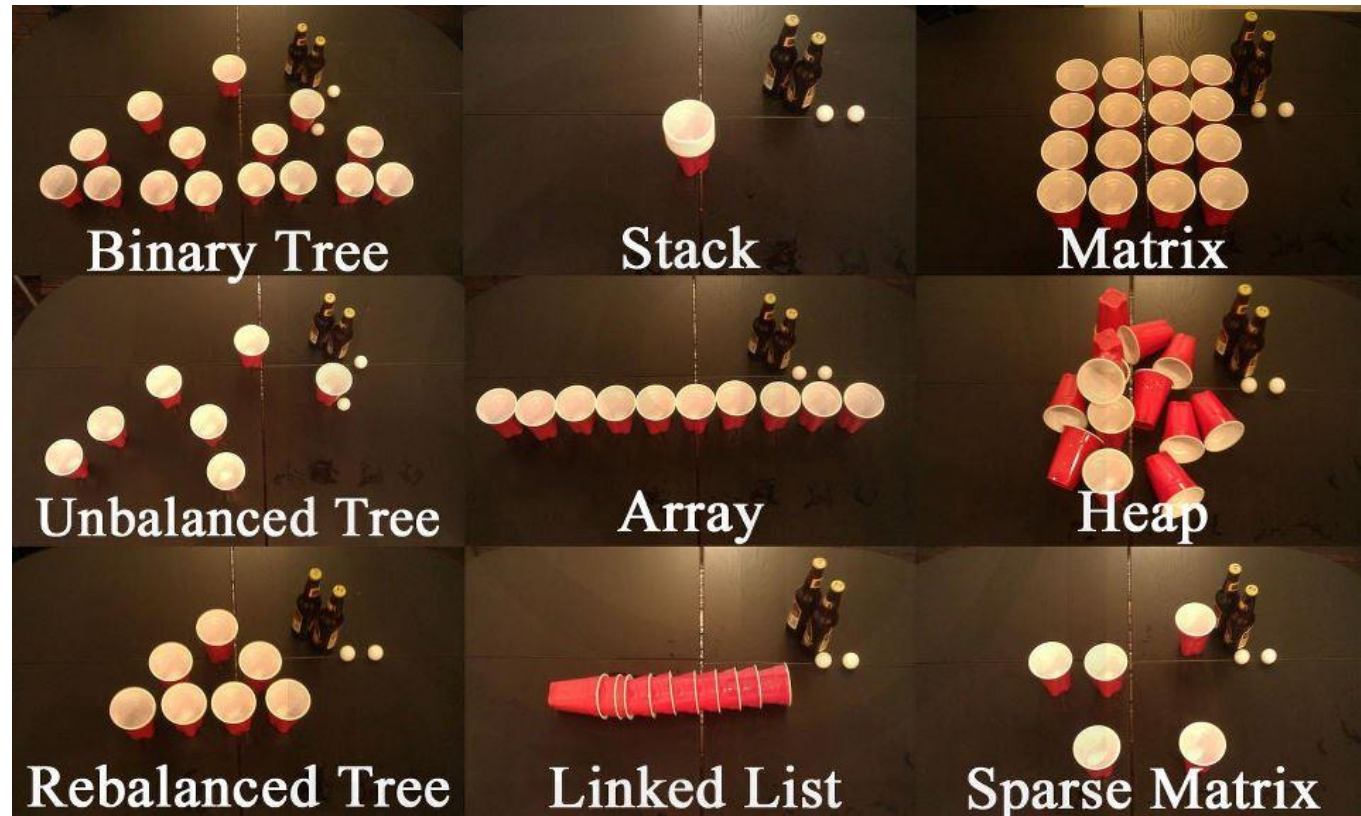 Binary Tree
Stack
Matrix
Unbalanced Tree
Array
Heap
Rebalanced Tree
Linked List
Sparse Matrix